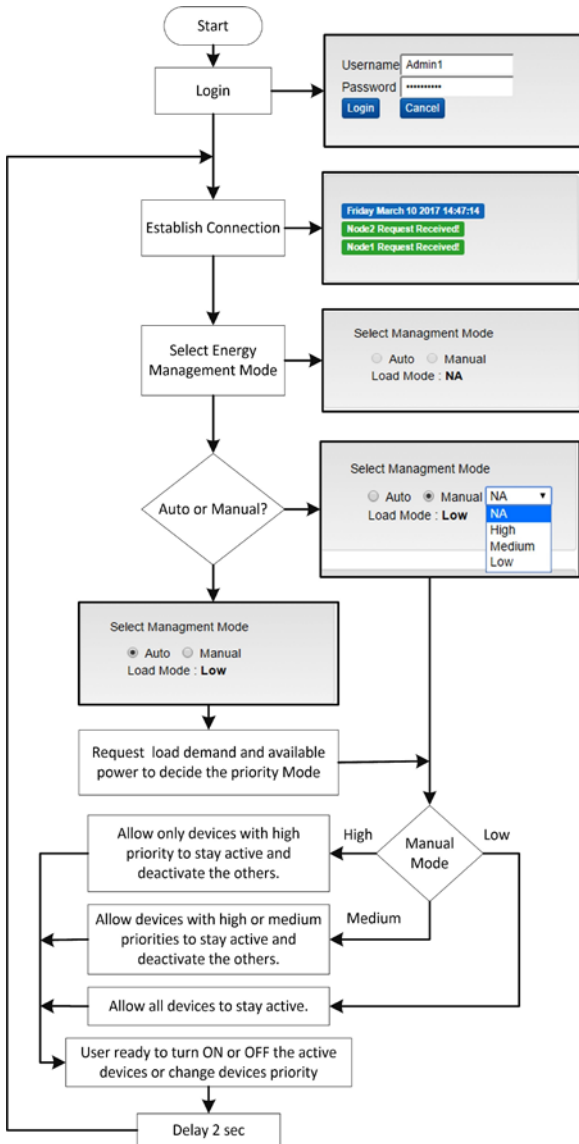 Start
Login
Username Admin1
Password ••••••••••
Login Cancel
Establish Connection
Friday March 10 2017 14:47:14
Node2 Request Received!
Node1 Request Received!
Select Energy
Management Mode
Select Managment Mode
Auto Manual
Load Mode : NA
Auto or Manual?
Select Managment Mode
Auto Manual NA
Load Mode : Low
NA
High
Medium
Low
Select Managment Mode
Auto Manual
Load Mode : Low
Request load demand and available
power to decide the priority Mode
Manual
Mode
High
Low
Medium
Allow only devices with high
priority to stay active and
deactivate the others.
Allow devices with high or medium
priorities to stay active and
deactivate the others.
Allow all devices to stay active.
User ready to turn ON or OFF the active
devices or change devices priority
Delay 2 sec